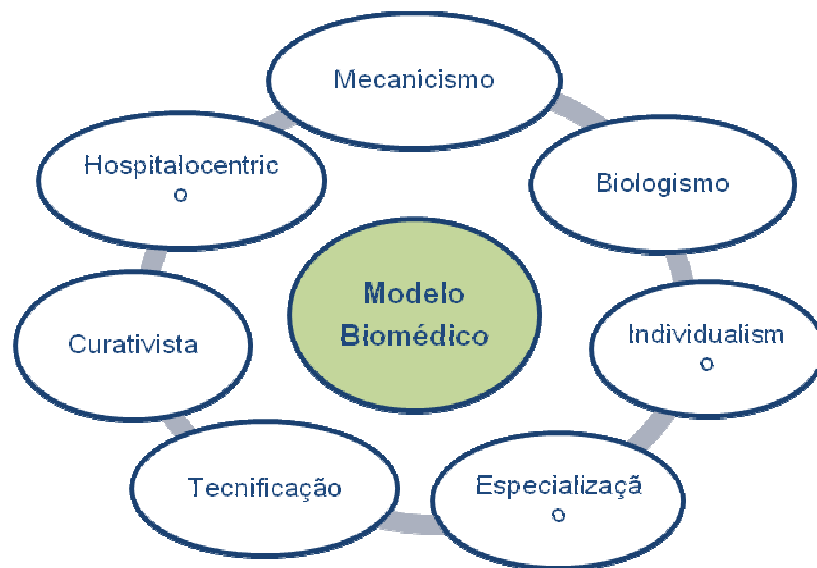 Mecanicismo
Biologismo
Individualism
o
Especializaçã
o
Tecnificação
Curativista
Hospitalocentric
o
Modelo
Biomédico